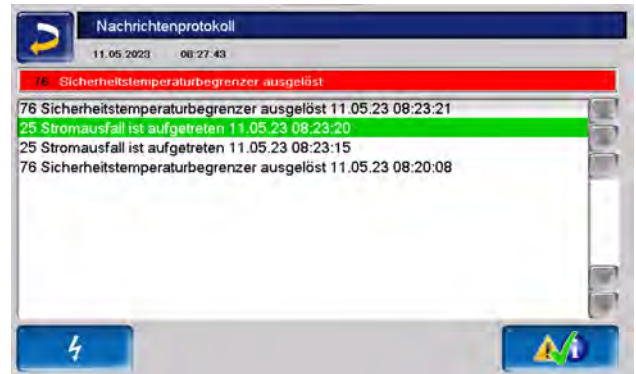 Nachrichtenprotokoll
11.05.2023 08:27:43
76 Sicherheitstemperaturbegrenzer ausgelöst
76 Sicherheitstemperaturbegrenzer ausgelöst 11.05.23 08:23:21
25 Stromausfall ist aufgetreten 11.05.23 08:23:20
25 Stromausfall ist aufgetreten 11.05.23 08:23:15
76 Sicherheitstemperaturbegrenzer ausgelöst 11.05.23 08:20:08